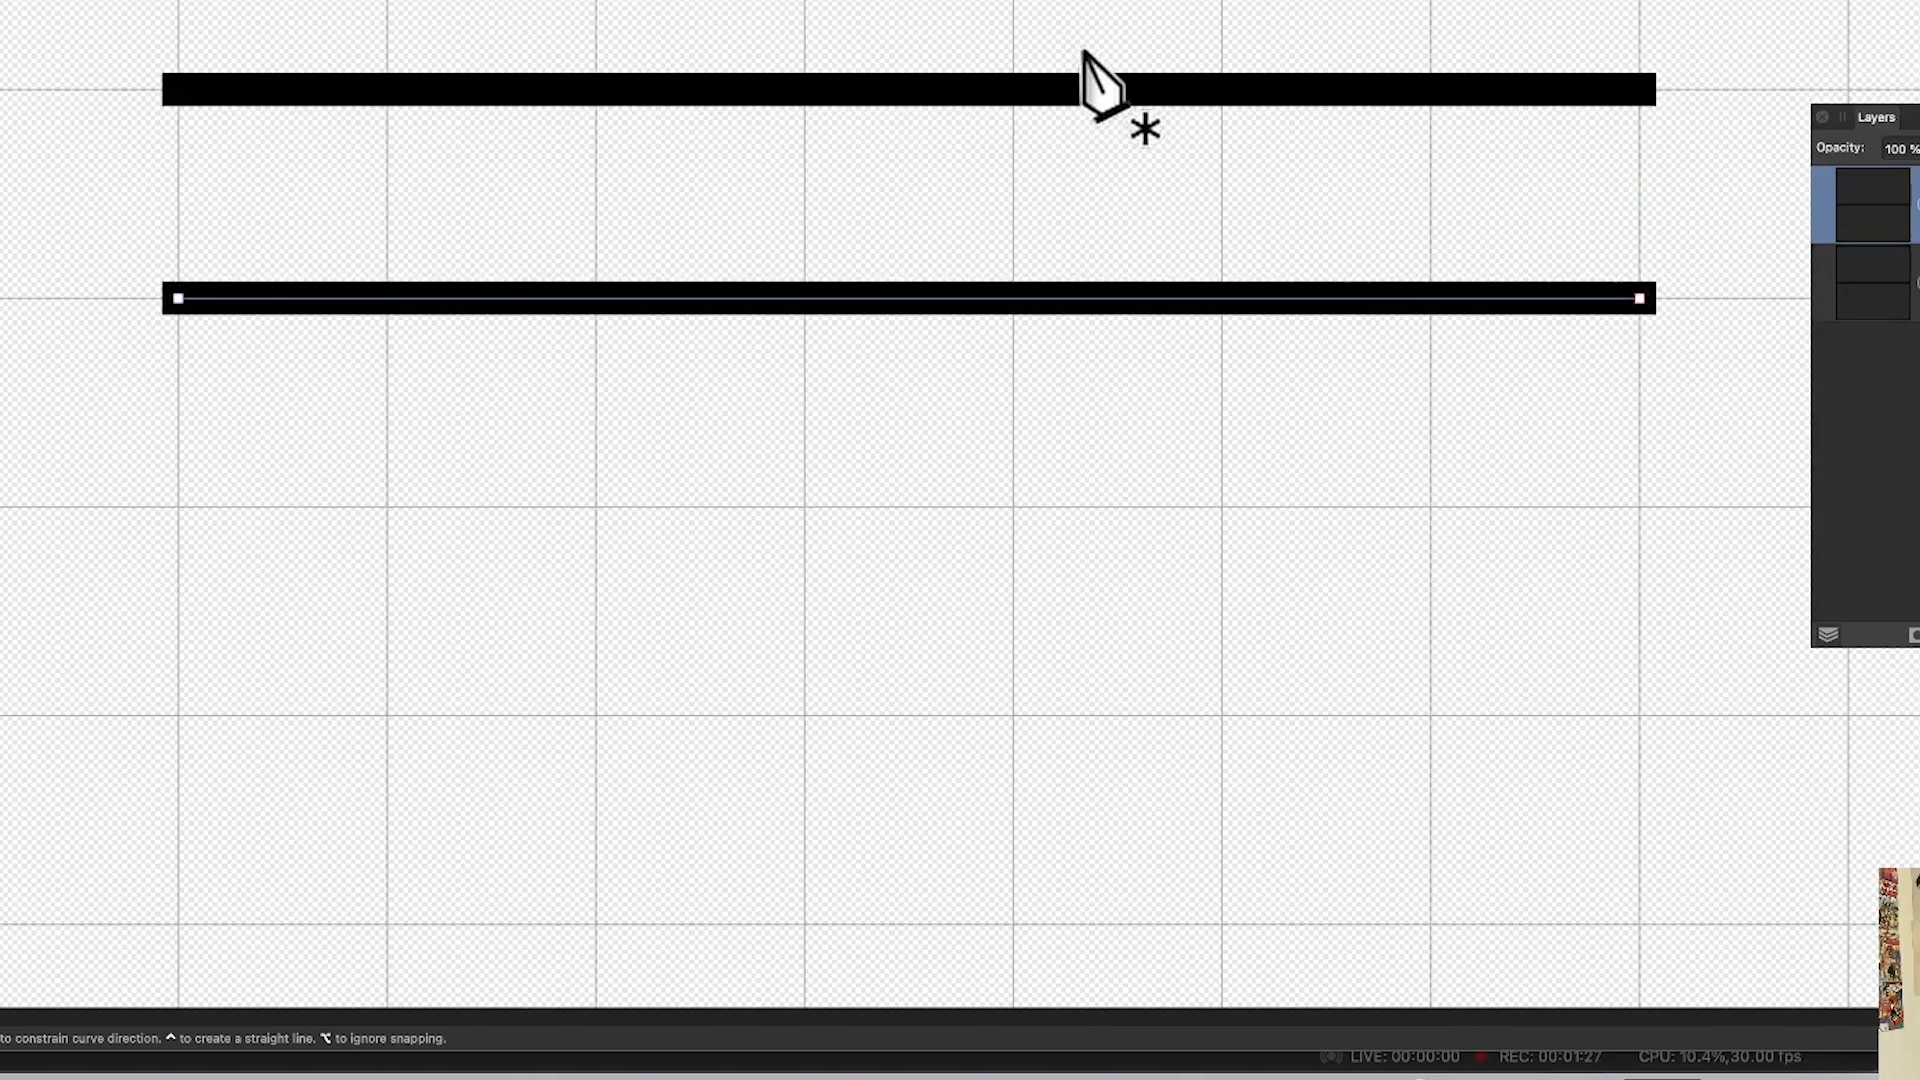 Layers
Opacity: 100 %
to constrain curve direction. ^ to create a straight line. ⌥ to ignore snapping.
LIVE: 00:00:00 REC: 00:01:27 CPU: 10.4%,30.00 fps